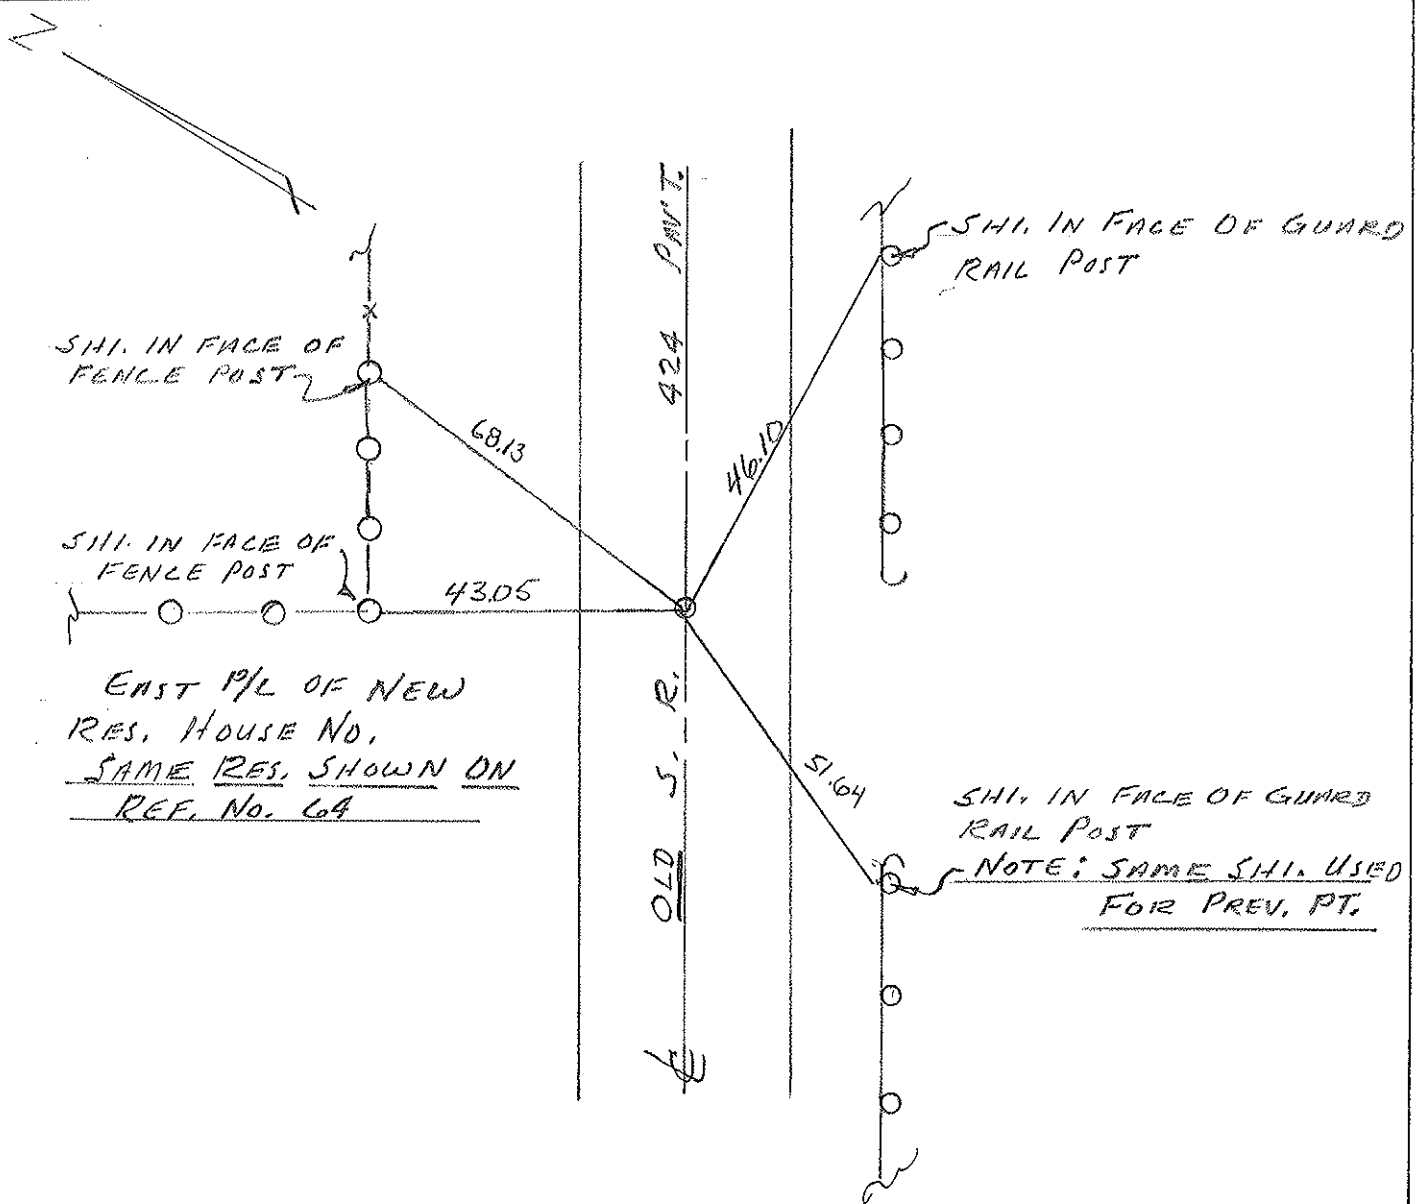 N
424 PAV'T.
SHI. IN FACE OF GUARD
RAIL POST
SHI. IN FACE OF
FENCE POST
68.13
46.10
SHI. IN FACE OF
FENCE POST
43.05
EAST P/L OF NEW
RES. HOUSE NO.
SAME RES. SHOWN ON
REF. NO. 64
℄ OLD S. R.
51.64
SHI. IN FACE OF GUARD
RAIL POST
NOTE: SAME SHI. USED
FOR PREV. PT.